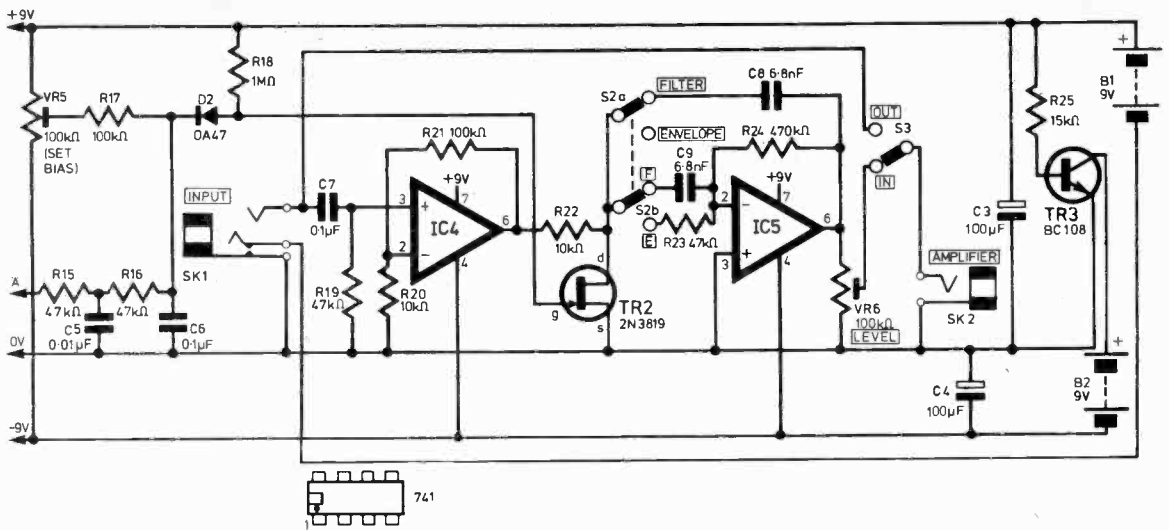 +9V
R18
1MΩ
VR5
100kΩ
(SET
BIAS)
R17
100kΩ
D2
OA47
INPUT
SK1
C7
0·1µF
R21 100kΩ
+9V
3
+
7
IC4
6
2
−
4
R19
47kΩ
R20
10kΩ
R22
10kΩ
d
g
s
TR2
2N3819
S2a
FILTER
ENVELOPE
F
S2b
E
C8 6·8nF
R24 470kΩ
C9
6·8nF
R23 47kΩ
+9V
2
−
7
IC5
6
+
3
4
OUT
S3
IN
VR6
100kΩ
LEVEL
AMPLIFIER
SK2
C3
100µF
R25
15kΩ
TR3
BC108
+
B1
9V
+
B2
9V
C4
100µF
A
R15
47kΩ
R16
47kΩ
C5
0·01µF
C6
0·1µF
0V
-9V
1
741